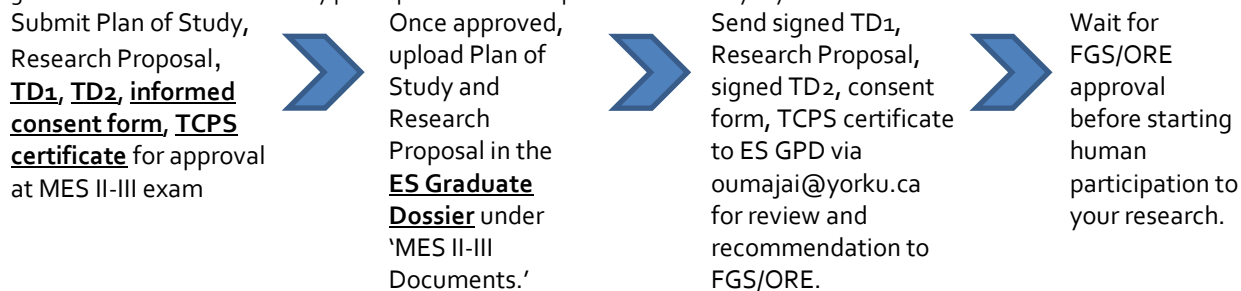 Submit Plan of Study,
Research Proposal,
TD1, TD2, informed
consent form, TCPS
certificate for approval
at MES II-III exam
Once approved,
upload Plan of
Study and
Research
Proposal in the
ES Graduate
Dossier under
‘MES II-III
Documents.’
Send signed TD1,
Research Proposal,
signed TD2, consent
form, TCPS certificate
to ES GPD via
oumajai@yorku.ca
for review and
recommendation to
FGS/ORE.
Wait for
FGS/ORE
approval
before starting
human
participation to
your research.